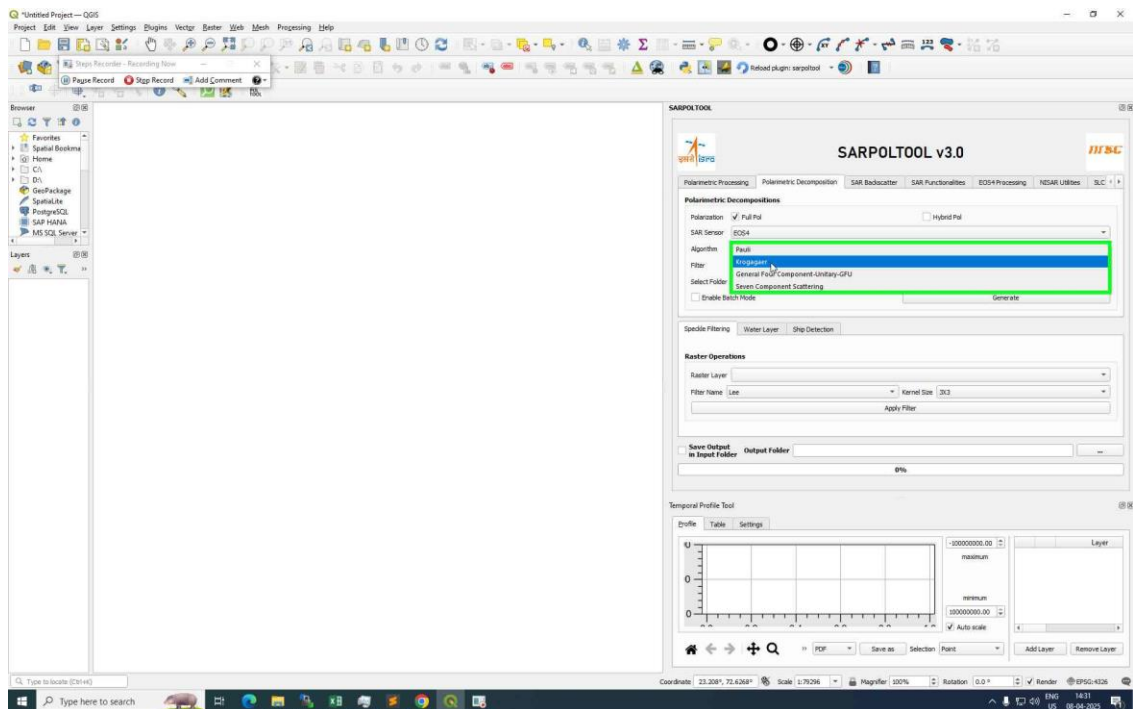 *Untitled Project — QGIS
Project Edit View Layer Settings Plugins Vector Raster Web Mesh Processing Help
Steps Recorder - Recording Now
Pause Record Stop Record Add Comment
Reload plugin: sarpoltool
Browser
Favorites
Spatial Bookma
Home
C:\
D:\
GeoPackage
SpatiaLite
PostgreSQL
SAP HANA
MS SQL Server
Layers
SARPOLTOOL
SARPOLTOOL v3.0
इसरो isro
nrsc
Polarimetric Processing Polarimetric Decomposition SAR Backscatter SAR Functionalities EOS4 Processing NISAR Utilities SLC
Polarimetric Decompositions
Polarization Full Pol Hybrid Pol
SAR Sensor EOS4
Algorithm Pauli
Filter Krogagaer
General Four Component-Unitary-GFU
Select Folder Seven Component Scattering
Enable Batch Mode Generate
Speckle Filtering Water Layer Ship Detection
Raster Operations
Raster Layer
Filter Name Lee Kernel Size 3X3
Apply Filter
Save Output in Input Folder Output Folder ...
0%
Temporal Profile Tool
Profile Table Settings
-100000000.00 Layer
maximum
0
minimum
0 100000000.00
Auto scale
PDF Save as Selection Point Add Layer Remove Layer
Type to locate (Ctrl+K) Coordinate 23.208°, 72.6268° Scale 1:79296 Magnifier 100% Rotation 0.0 ° Render EPSG:4326
Type here to search ENG 14:31
US 08-04-2025